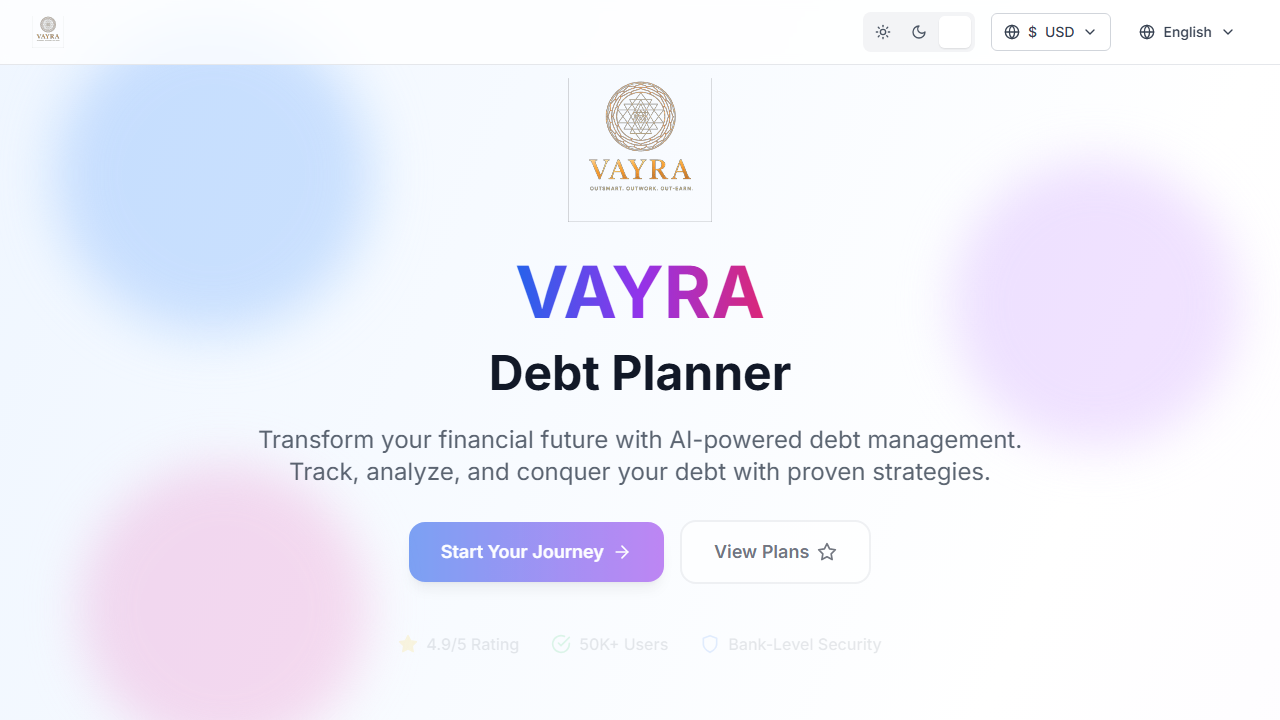 VAYRA
$ USD
English
VAYRA
OUTSMART. OUTWORK. OUT-EARN.
VAYRA
Debt Planner
Transform your financial future with AI-powered debt management.
Track, analyze, and conquer your debt with proven strategies.
Start Your Journey
View Plans
4.9/5 Rating
50K+ Users
Bank-Level Security